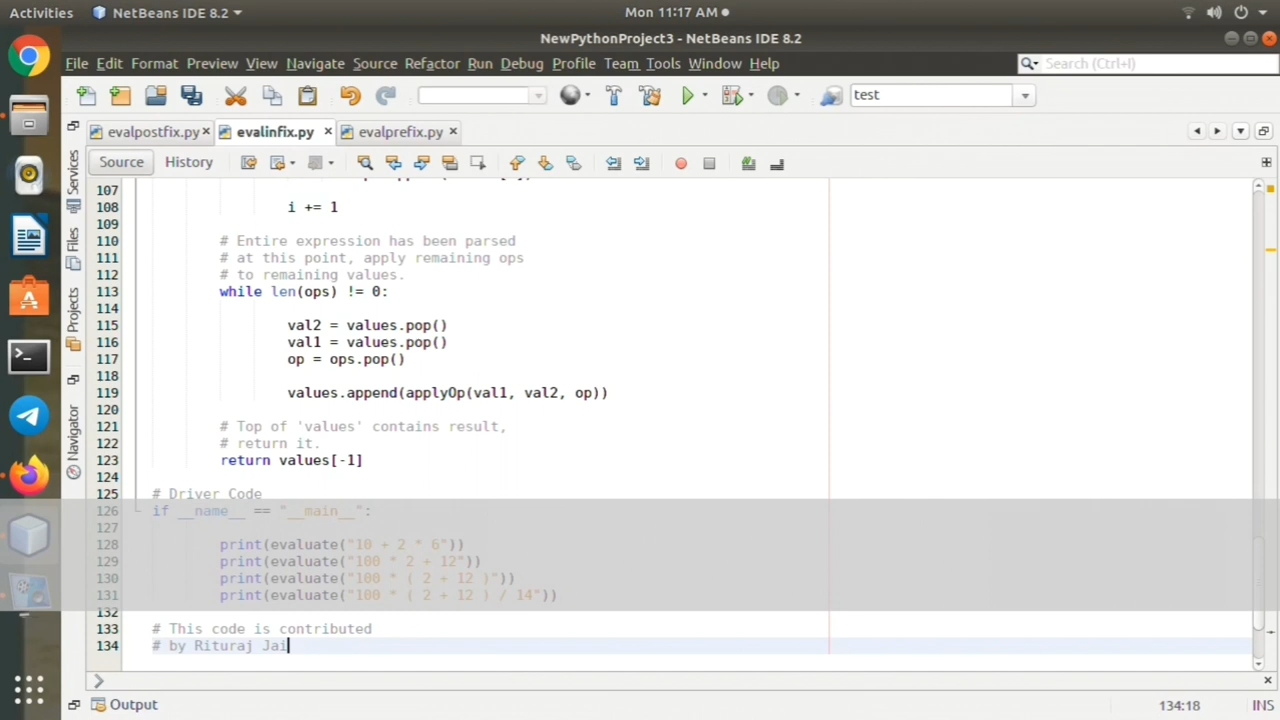 Activities NetBeans IDE 8.2 Mon 11:17 AM
NewPythonProject3 - NetBeans IDE 8.2
File Edit Format Preview View Navigate Source Refactor Run Debug Profile Team Tools Window Help Search (Ctrl+I)
test
evalpostfix.py evalinfix.py evalprefix.py
Source History
Services
Files
Projects
Navigator
107
108 i += 1
109
110 # Entire expression has been parsed
111 # at this point, apply remaining ops
112 # to remaining values.
113 while len(ops) != 0:
114
115 val2 = values.pop()
116 val1 = values.pop()
117 op = ops.pop()
118
119 values.append(applyOp(val1, val2, op))
120
121 # Top of 'values' contains result,
122 # return it.
123 return values[-1]
124
125 # Driver Code
126 if __name__ == "__main__":
127
128 print(evaluate("10 + 2 * 6"))
129 print(evaluate("100 * 2 + 12"))
130 print(evaluate("100 * ( 2 + 12 )"))
131 print(evaluate("100 * ( 2 + 12 ) / 14"))
132
133 # This code is contributed
134 # by Rituraj Jai
Output 134:18 INS